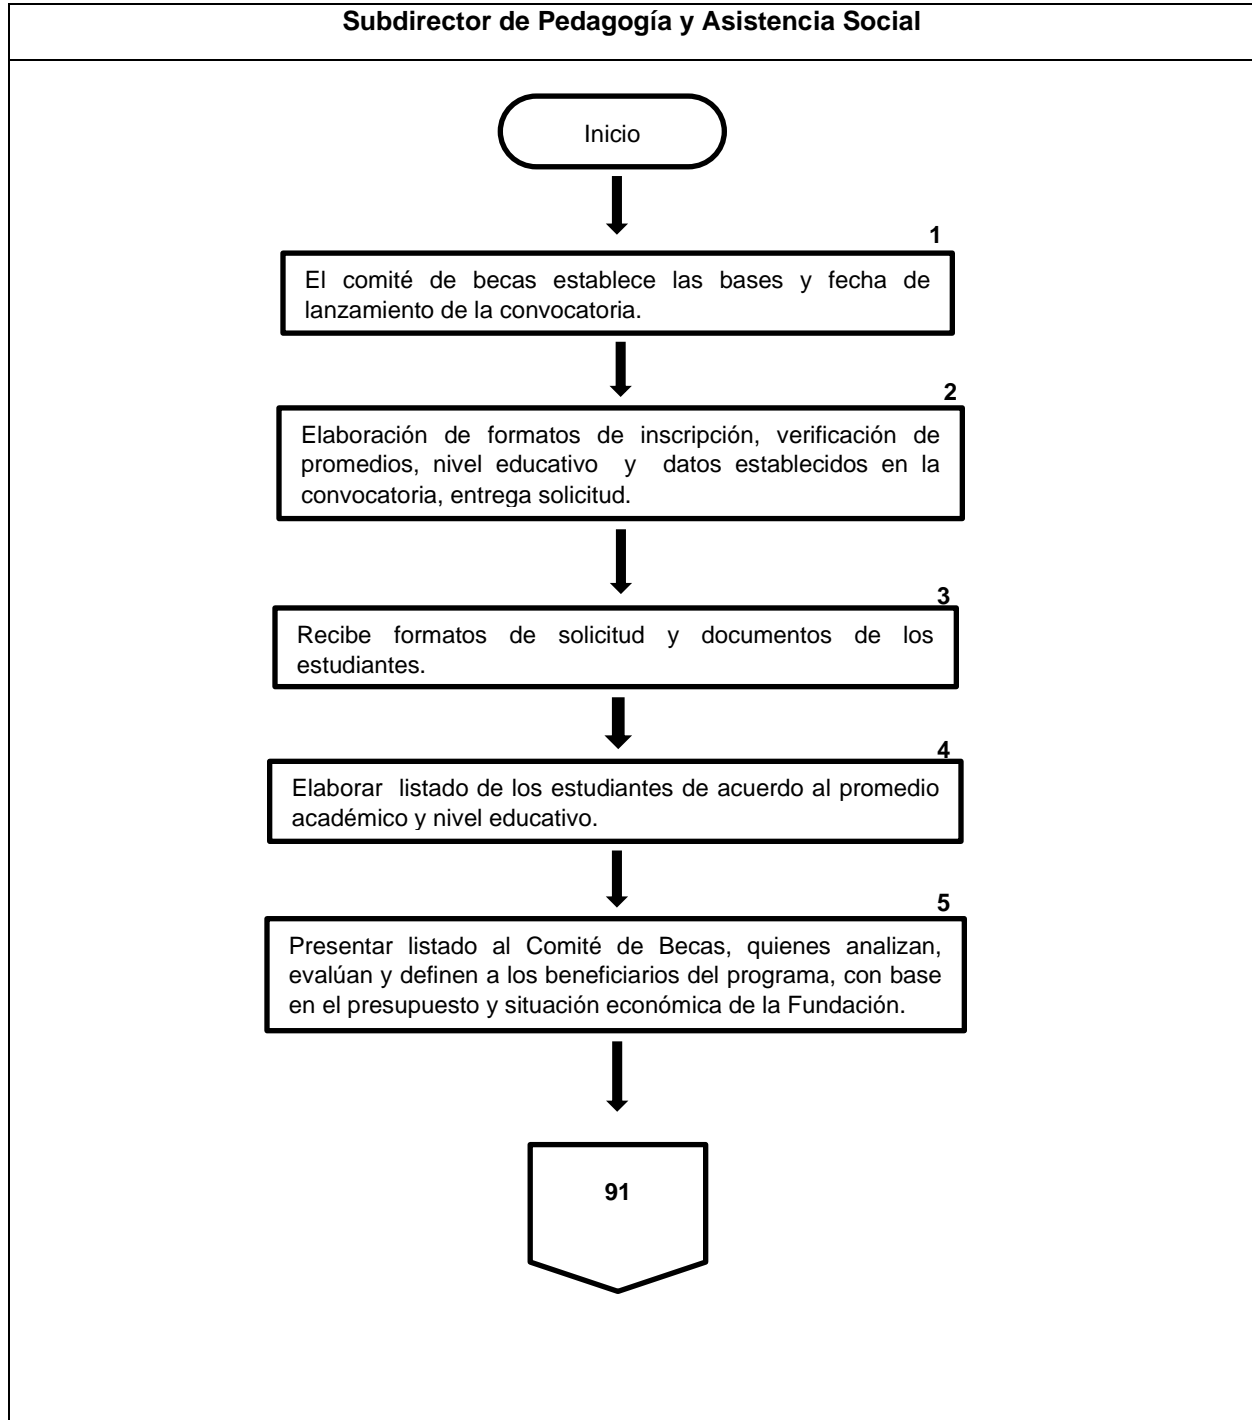 Subdirector de Pedagogía y Asistencia Social
Inicio
1
El comité de becas establece las bases y fecha de
lanzamiento de la convocatoria.
2
Elaboración de formatos de inscripción, verificación de
promedios, nivel educativo y datos establecidos en la
convocatoria, entrega solicitud.
3
Recibe formatos de solicitud y documentos de los
estudiantes.
4
Elaborar listado de los estudiantes de acuerdo al promedio
académico y nivel educativo.
5
Presentar listado al Comité de Becas, quienes analizan,
evalúan y definen a los beneficiarios del programa, con base
en el presupuesto y situación económica de la Fundación.
91